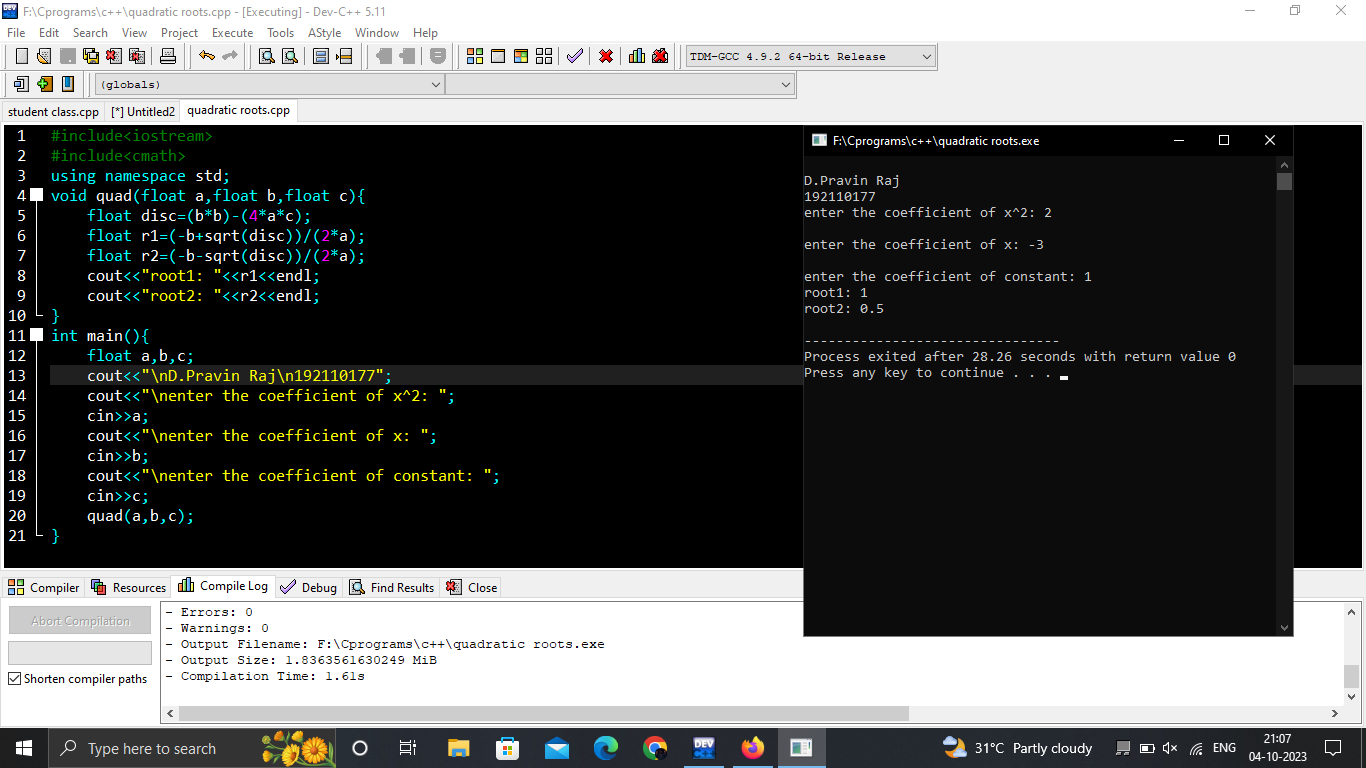 F:\Cprograms\c++\quadratic roots.cpp - [Executing] - Dev-C++ 5.11
File Edit Search View Project Execute Tools AStyle Window Help
TDM-GCC 4.9.2 64-bit Release
(globals)
student class.cpp [*] Untitled2 quadratic roots.cpp
1 #include<iostream>
2 #include<cmath>
3 using namespace std;
4 void quad(float a,float b,float c){
5 float disc=(b*b)-(4*a*c);
6 float r1=(-b+sqrt(disc))/(2*a);
7 float r2=(-b-sqrt(disc))/(2*a);
8 cout<<"root1: "<<r1<<endl;
9 cout<<"root2: "<<r2<<endl;
10 }
11 int main(){
12 float a,b,c;
13 cout<<"\nD.Pravin Raj\n192110177";
14 cout<<"\nenter the coefficient of x^2: ";
15 cin>>a;
16 cout<<"\nenter the coefficient of x: ";
17 cin>>b;
18 cout<<"\nenter the coefficient of constant: ";
19 cin>>c;
20 quad(a,b,c);
21 }
F:\Cprograms\c++\quadratic roots.exe
D.Pravin Raj
192110177
enter the coefficient of x^2: 2
enter the coefficient of x: -3
enter the coefficient of constant: 1
root1: 1
root2: 0.5
--------------------------------
Process exited after 28.26 seconds with return value 0
Press any key to continue . . .
Compiler Resources Compile Log Debug Find Results Close
Abort Compilation
Shorten compiler paths
- Errors: 0
- Warnings: 0
- Output Filename: F:\Cprograms\c++\quadratic roots.exe
- Output Size: 1.8363561630249 MiB
- Compilation Time: 1.61s
Type here to search
DEV
31°C Partly cloudy
ENG
21:07
04-10-2023